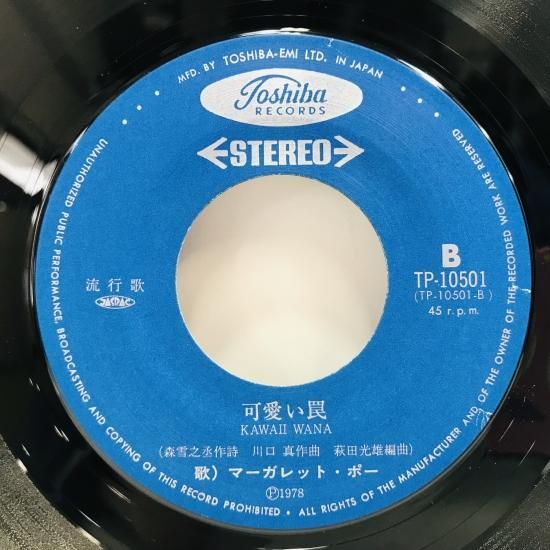 MFD. BY TOSHIBA-EMI LTD. IN JAPAN
Toshiba
RECORDS
STEREO
B
TP-10501
(TP-10501-B)
45 r.p.m.
流行歌
JASRAC
可愛い罠
KAWAII WANA
(森雪之丞作詩 川口 真作曲 萩田光雄編曲)
歌) マーガレット・ポー
Ⓟ1978
UNAUTHORIZED PUBLIC PERFORMANCE, BROADCASTING AND COPYING OF THIS RECORD PROHIBITED • ALL RIGHTS OF THE MANUFACTURER AND OF THE OWNER OF THE RECORDED WORK ARE RESERVED